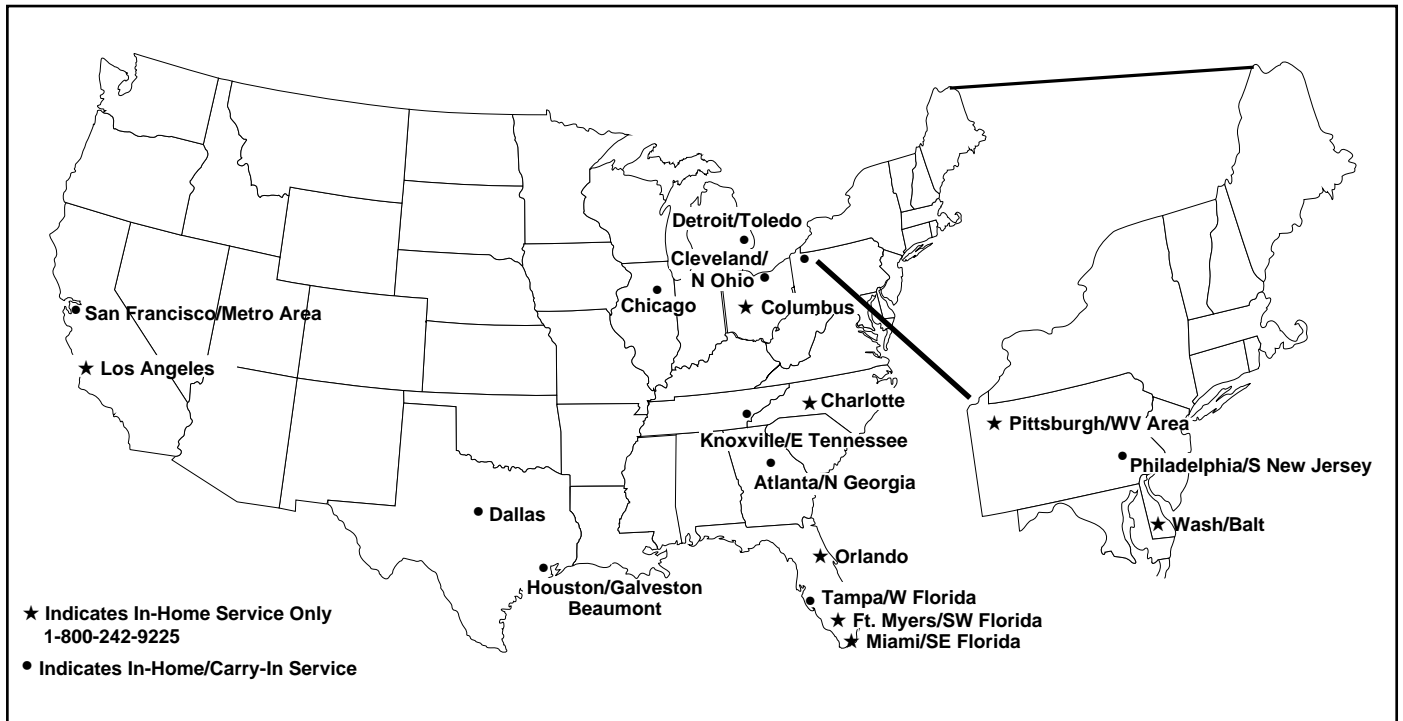 Detroit/Toledo
Cleveland/
N Ohio
Chicago
Columbus
San Francisco/Metro Area
Los Angeles
Charlotte
Knoxville/E Tennessee
Atlanta/N Georgia
Pittsburgh/WV Area
Philadelphia/S New Jersey
Wash/Balt
Dallas
Houston/Galveston
Beaumont
Orlando
Tampa/W Florida
Ft. Myers/SW Florida
Miami/SE Florida
★ Indicates In-Home Service Only
1-800-242-9225
• Indicates In-Home/Carry-In Service